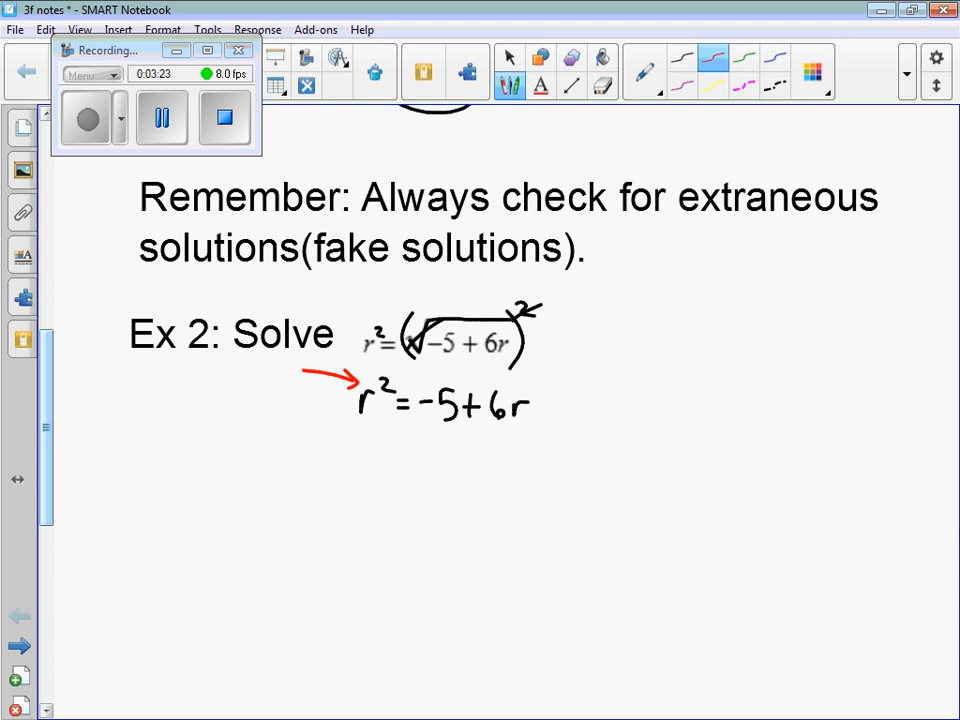 3f notes * - SMART Notebook
File Edit View Insert Format Tools Response Add-ons Help
Recording...
Menu 0:03:23 8.0 fps
Remember: Always check for extraneous
solutions(fake solutions).
Ex 2: Solve r² = (√−5 + 6r)²
r² = -5 + 6r